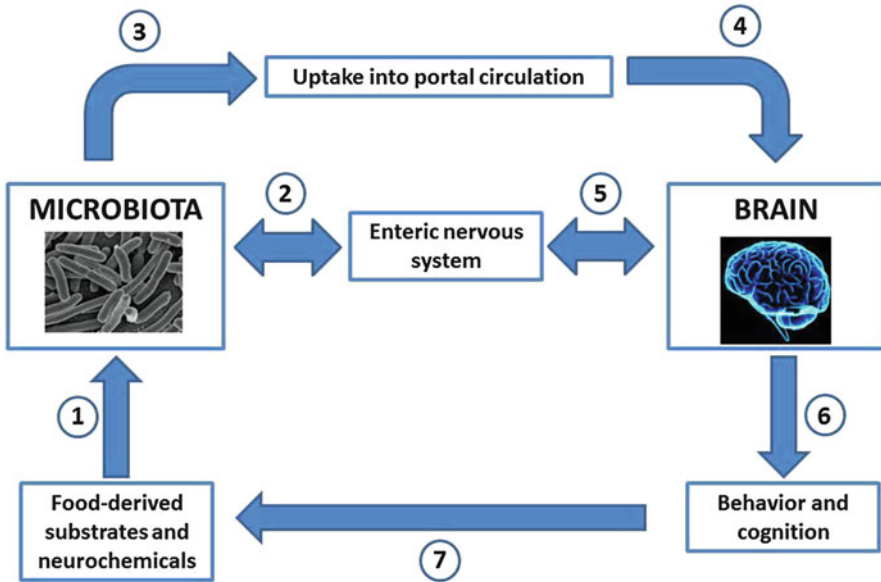 3
4
Uptake into portal circulation
MICROBIOTA
2
Enteric nervous
system
5
BRAIN
1
6
Food-derived
substrates and
neurochemicals
7
Behavior and
cognition